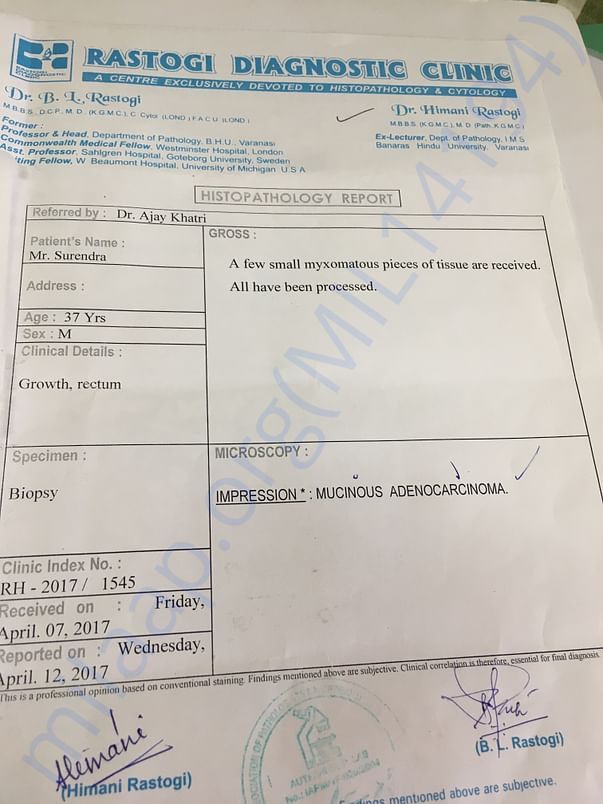 RASTOGI DIAGNOSTIC CLINIC
A CENTRE EXCLUSIVELY DEVOTED TO HISTOPATHOLOGY & CYTOLOGY
Dr. B. L. Rastogi
M.B.B.S., D.C.P., M.D. (K.G.M.C.), C. Cytol (LOND) F.A.C.U. (LOND)
Former :
Professor & Head, Department of Pathology, B.H.U., Varanasi
Commonwealth Medical Fellow, Westminster Hospital, London
Asst. Professor, Sahlgren Hospital, Goteborg University, Sweden
iting Fellow, W Beaumont Hospital, University of Michigan U S A
Dr. Himani Rastogi
M.B.B.S. (K.G.M.C.), M.D. (Path. K.G.M.C.)
Ex-Lecturer, Dept. of Pathology, I M S
Banaras Hindu University, Varanasi
HISTOPATHOLOGY REPORT
Referred by : Dr. Ajay Khatri
Patient's Name :
Mr. Surendra
Address :
Age : 37 Yrs
Sex : M
Clinical Details :
Growth, rectum
GROSS :
A few small myxomatous pieces of tissue are received.
All have been processed.
Specimen :
Biopsy
MICROSCOPY :
IMPRESSION * : MUCINOUS ADENOCARCINOMA.
Clinic Index No. :
RH - 2017 / 1545
Received on : Friday,
April. 07, 2017
Reported on : Wednesday,
April. 12, 2017
This is a professional opinion based on conventional staining. Findings mentioned above are subjective. Clinical correlation is therefore, essential for final diagnosis.
(Himani Rastogi)
(B. L. Rastogi)
mentioned above are subjective.